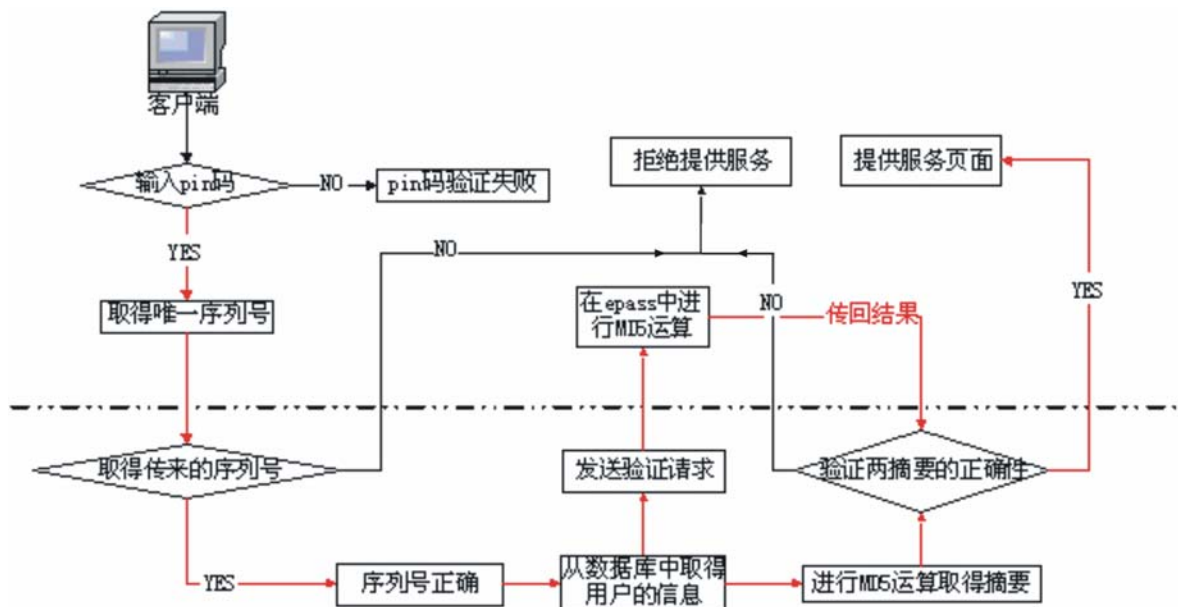 客户端
拒绝提供服务
提供服务页面
输入pin码
NO
pin码验证失败
YES
NO
取得唯一序列号
在epass中进
行MD5运算
传回结果
NO
YES
取得传来的序列号
发送验证请求
验证两摘要的正确性
YES
序列号正确
从数据库中取得
用户的信息
进行MD5运算取得摘要